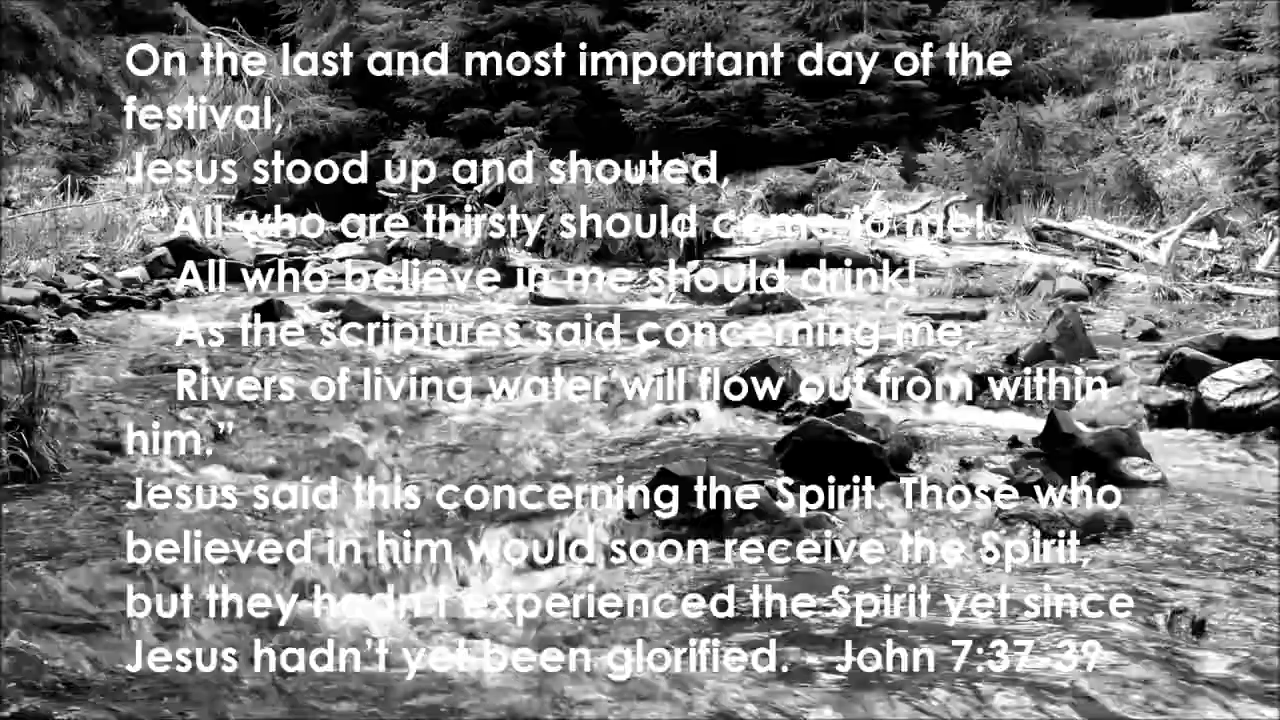 On the last and most important day of the
festival,
Jesus stood up and shouted,
“All who are thirsty should come to me!
All who believe in me should drink!
As the scriptures said concerning me,
Rivers of living water will flow out from within
him.”
Jesus said this concerning the Spirit. Those who
believed in him would soon receive the Spirit,
but they hadn’t experienced the Spirit yet since
Jesus hadn’t yet been glorified. - John 7:37-39